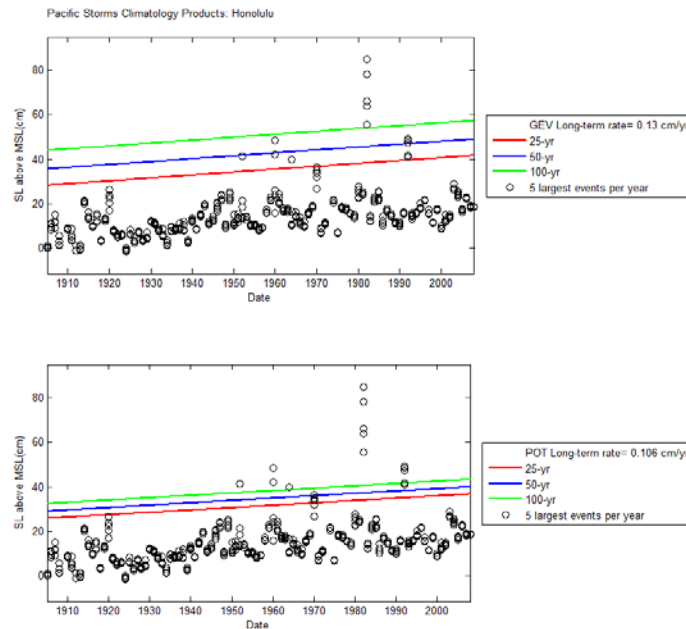 Pacific Storms Climatology Products: Honolulu
SL above MSL(cm)
80
60
40
20
0
1910 1920 1930 1940 1950 1960 1970 1980 1990 2000
Date
GEV Long-term rate= 0.13 cm/yr
25-yr
50-yr
100-yr
5 largest events per year
SL above MSL(cm)
80
60
40
20
0
1910 1920 1930 1940 1950 1960 1970 1980 1990 2000
Date
POT Long-term rate= 0.106 cm/yr
25-yr
50-yr
100-yr
5 largest events per year